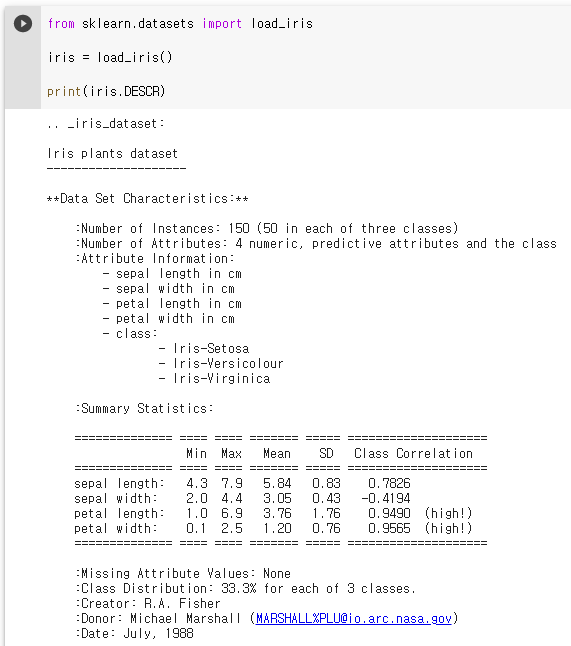 from sklearn.datasets import load_iris
iris = load_iris()
print(iris.DESCR)
.. _iris_dataset:
Iris plants dataset
--------------------
**Data Set Characteristics:**
:Number of Instances: 150 (50 in each of three classes)
:Number of Attributes: 4 numeric, predictive attributes and the class
:Attribute Information:
- sepal length in cm
- sepal width in cm
- petal length in cm
- petal width in cm
- class:
- Iris-Setosa
- Iris-Versicolour
- Iris-Virginica
:Summary Statistics:
============== ==== ==== ======= ===== ====================
Min Max Mean SD Class Correlation
============== ==== ==== ======= ===== ====================
sepal length: 4.3 7.9 5.84 0.83 0.7826
sepal width: 2.0 4.4 3.05 0.43 -0.4194
petal length: 1.0 6.9 3.76 1.76 0.9490 (high!)
petal width: 0.1 2.5 1.20 0.76 0.9565 (high!)
============== ==== ==== ======= ===== ====================
:Missing Attribute Values: None
:Class Distribution: 33.3% for each of 3 classes.
:Creator: R.A. Fisher
:Donor: Michael Marshall (MARSHALL%PLU@io.arc.nasa.gov)
:Date: July, 1988